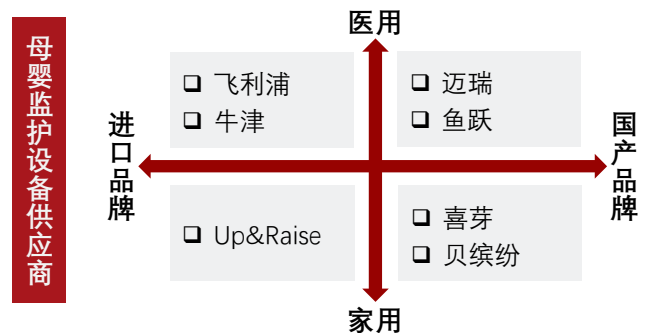 母婴监护设备供应商
医用
进口品牌
国产品牌
家用
❑ 飞利浦
❑ 牛津
❑ 迈瑞
❑ 鱼跃
❑ Up&Raise
❑ 喜芽
❑ 贝缤纷